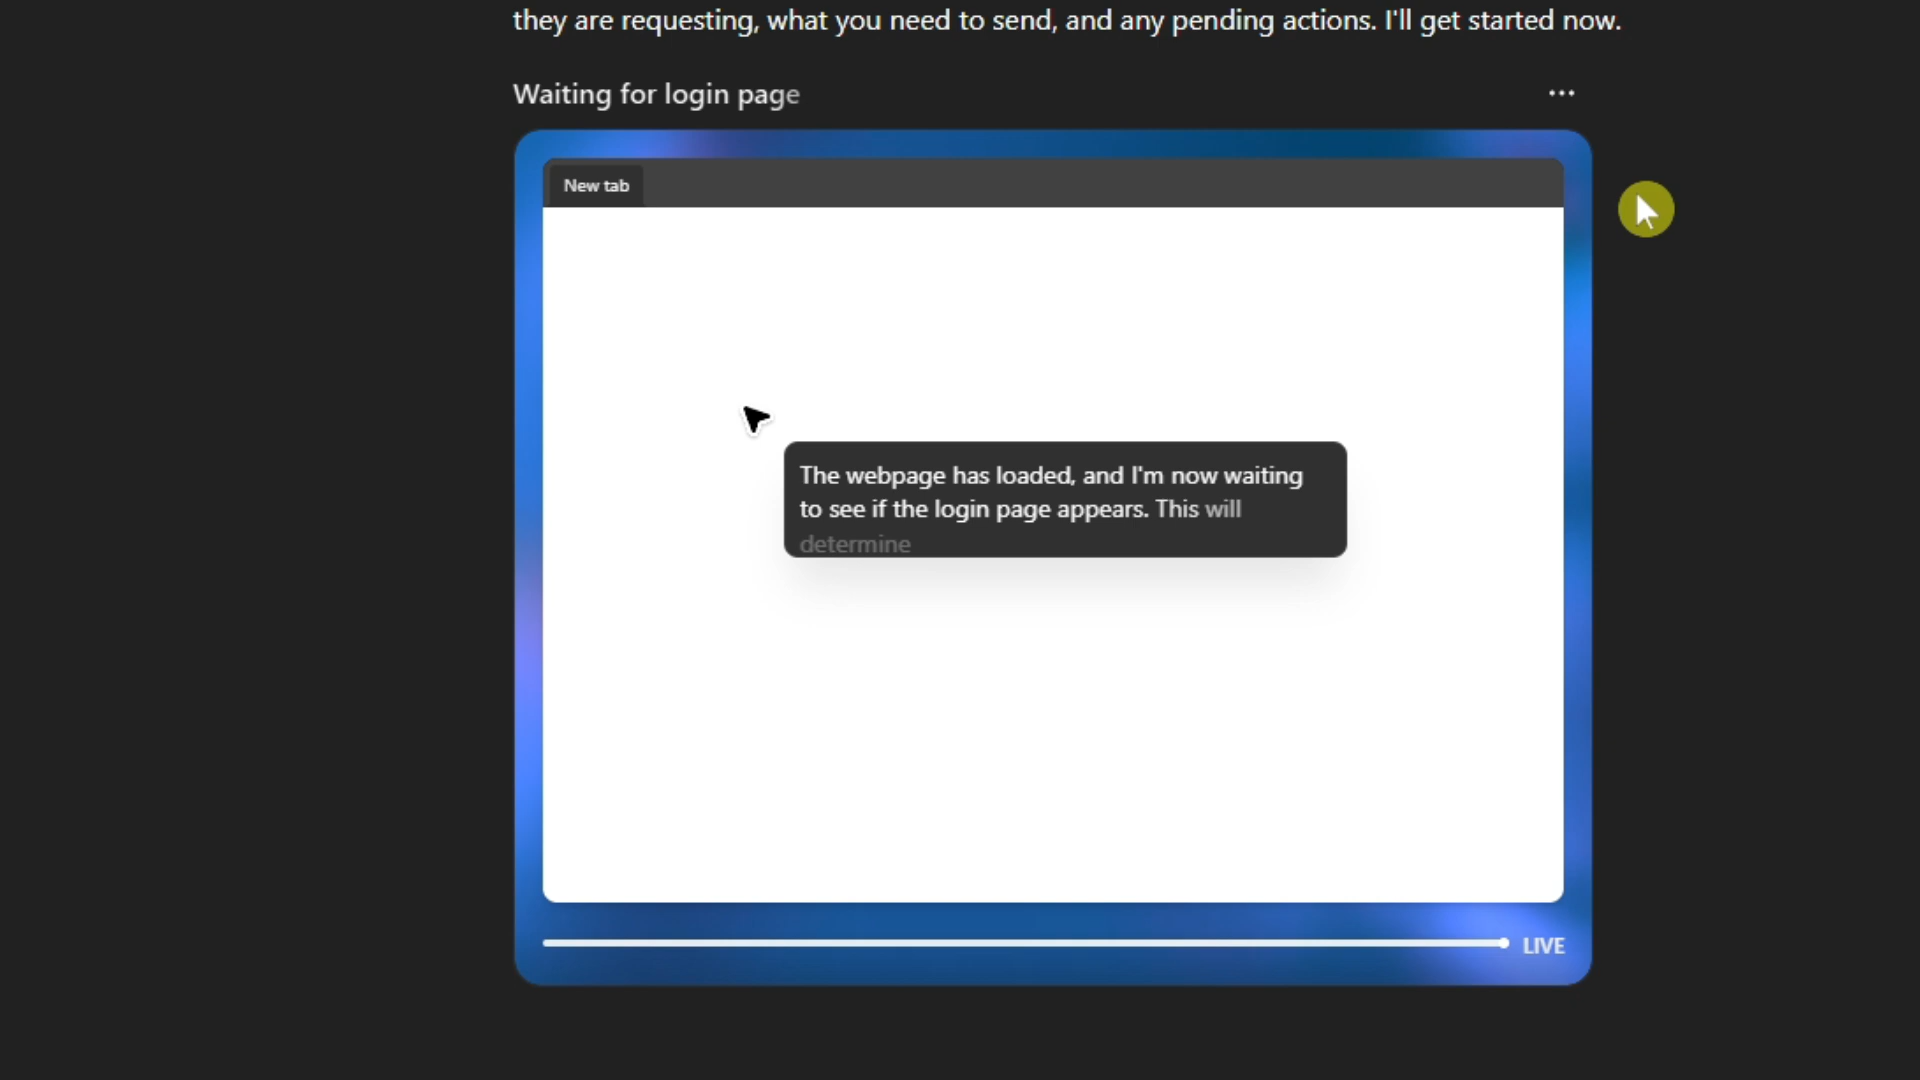 they are requesting, what you need to send, and any pending actions. I'll get started now.
Waiting for login page
New tab
The webpage has loaded, and I'm now waiting
to see if the login page appears. This will
determine
LIVE